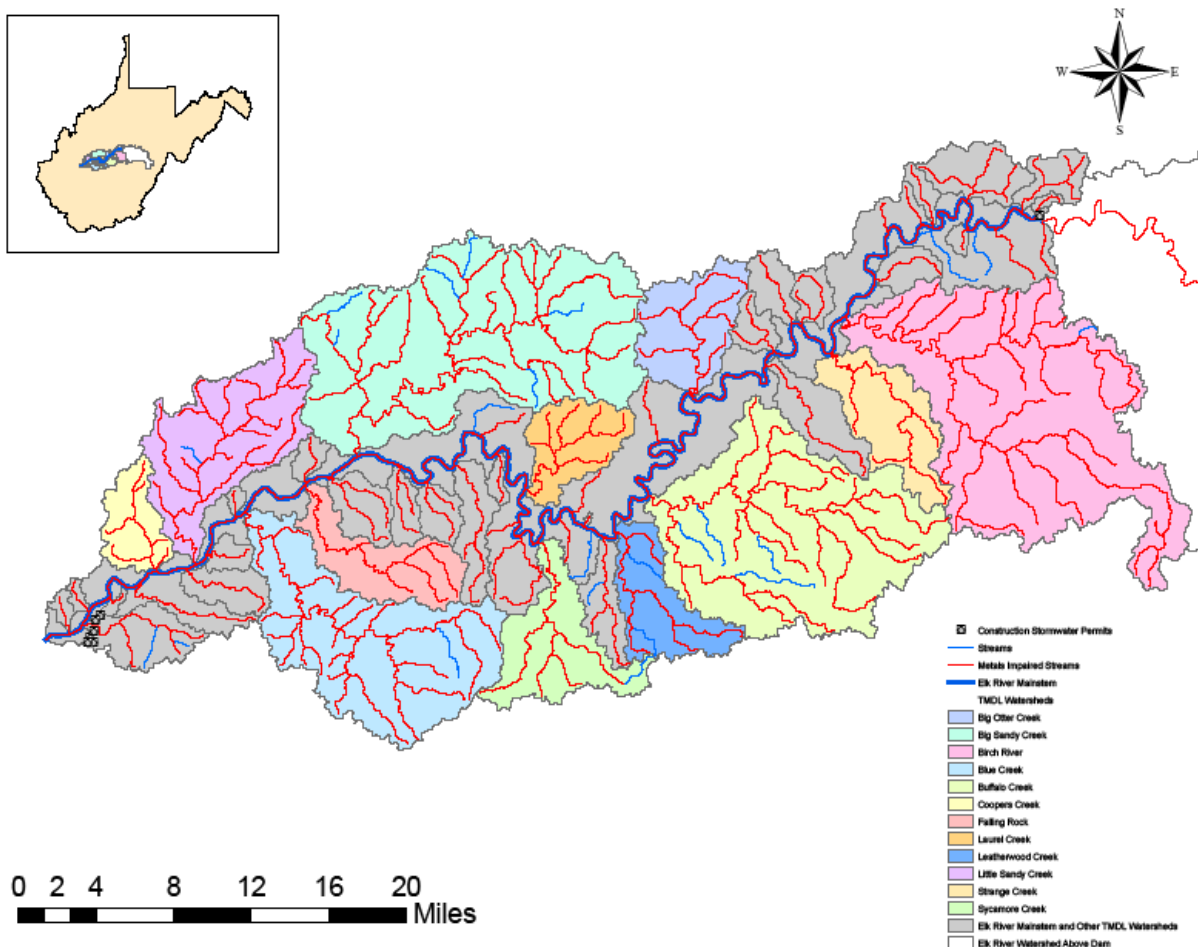 N
W
E
S
Construction Stormwater Permits
Streams
Metals Impaired Streams
Elk River Mainstem
TMDL Watersheds
Big Otter Creek
Big Sandy Creek
Birch River
Blue Creek
Buffalo Creek
Coopers Creek
Falling Rock
Laurel Creek
Leatherwood Creek
Little Sandy Creek
Strange Creek
Sycamore Creek
Elk River Mainstem and Other TMDL Watersheds
Elk River Watershed Above Dam
0 2 4 8 12 16 20
Miles